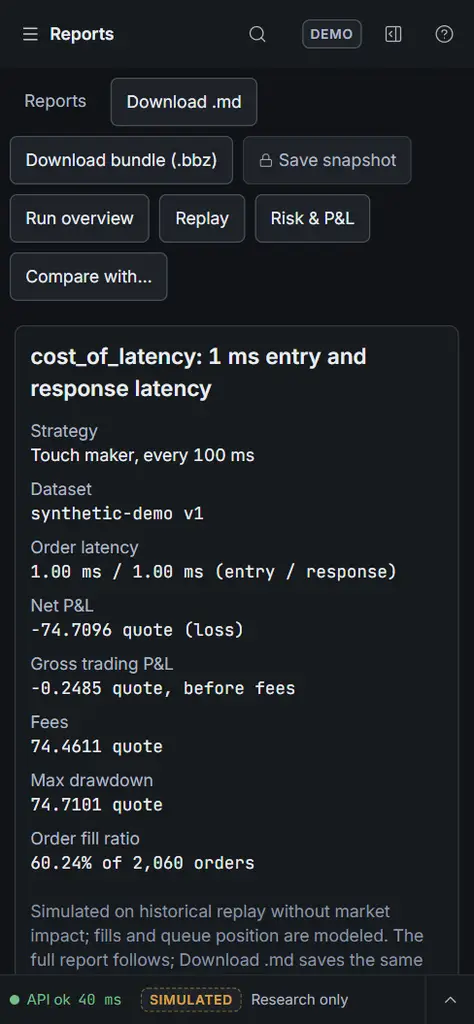 Reports
DEMO
Reports
Download .md
Download bundle (.bbz)
Save snapshot
Run overview
Replay
Risk & P&L
Compare with...
cost_of_latency: 1 ms entry and
response latency
Strategy
Touch maker, every 100 ms
Dataset
synthetic-demo v1
Order latency
1.00 ms / 1.00 ms (entry / response)
Net P&L
-74.7096 quote (loss)
Gross trading P&L
-0.2485 quote, before fees
Fees
74.4611 quote
Max drawdown
74.7101 quote
Order fill ratio
60.24% of 2,060 orders
Simulated on historical replay without market
impact; fills and queue position are modeled. The
full report follows; Download .md saves the same
API ok 40 ms
SIMULATED
Research only